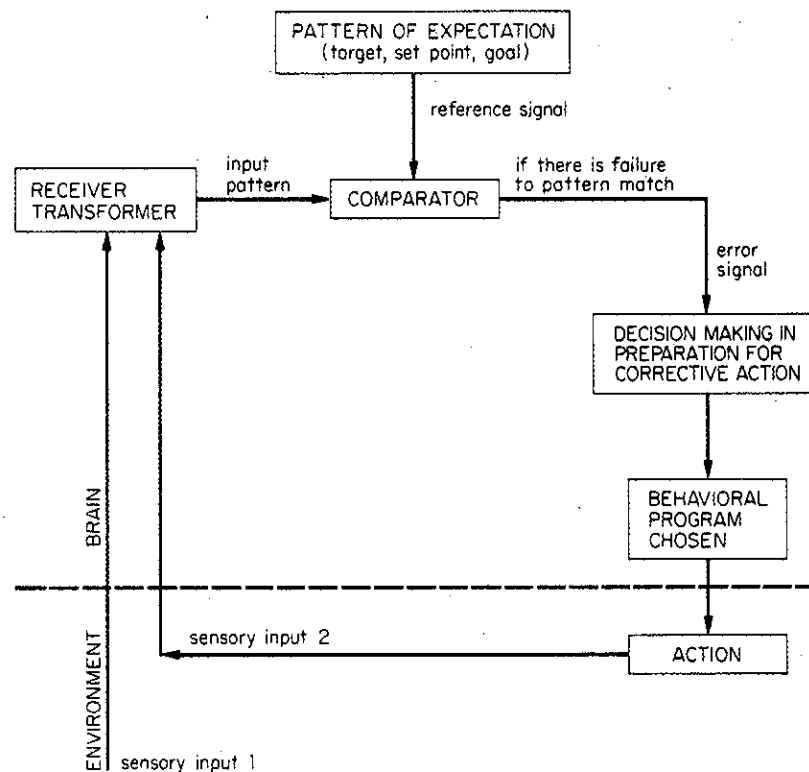 PATTERN OF EXPECTATION
(target, set point, goal)
reference signal
input
pattern
if there is failure
to pattern match
RECEIVER
TRANSFORMER
COMPARATOR
error
signal
DECISION MAKING IN
PREPARATION FOR
CORRECTIVE ACTION
BEHAVIORAL
PROGRAM
CHOSEN
BRAIN
ENVIRONMENT
sensory input 2
ACTION
sensory input 1